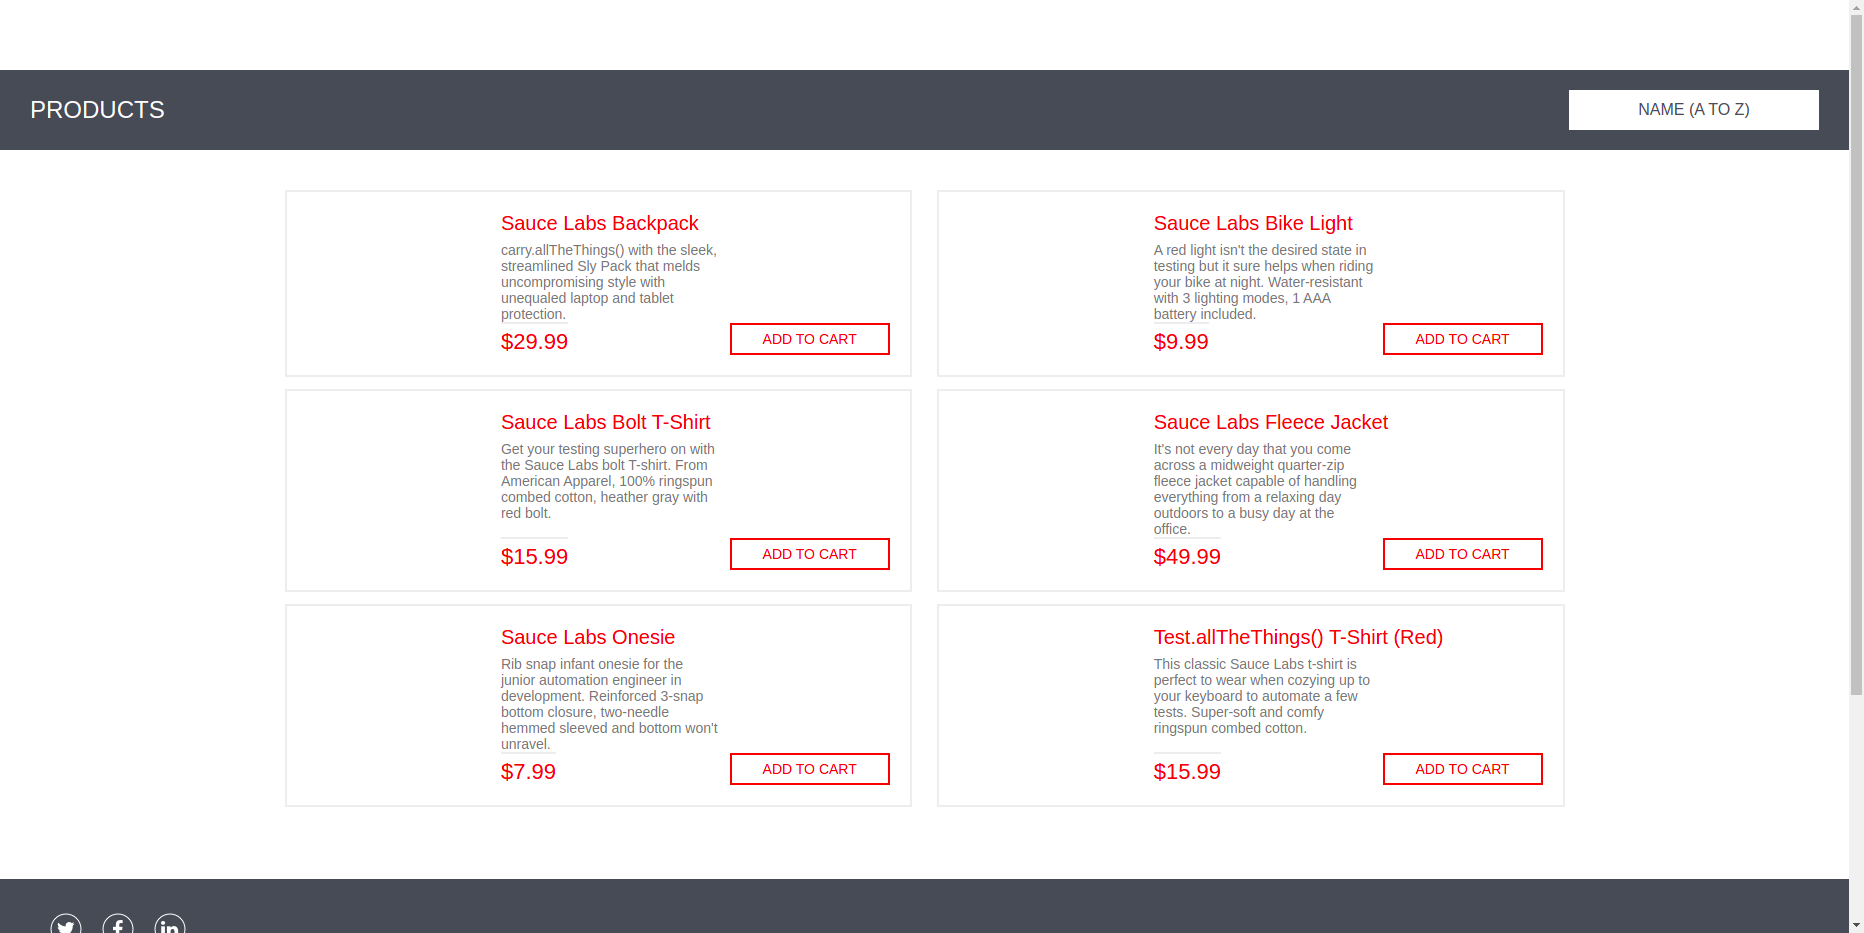 PRODUCTS
NAME (A TO Z)
Sauce Labs Backpack
carry.allTheThings() with the sleek,
streamlined Sly Pack that melds
uncompromising style with
unequaled laptop and tablet
protection.
$29.99
ADD TO CART
Sauce Labs Bike Light
A red light isn't the desired state in
testing but it sure helps when riding
your bike at night. Water-resistant
with 3 lighting modes, 1 AAA
battery included.
$9.99
ADD TO CART
Sauce Labs Bolt T-Shirt
Get your testing superhero on with
the Sauce Labs bolt T-shirt. From
American Apparel, 100% ringspun
combed cotton, heather gray with
red bolt.
$15.99
ADD TO CART
Sauce Labs Fleece Jacket
It's not every day that you come
across a midweight quarter-zip
fleece jacket capable of handling
everything from a relaxing day
outdoors to a busy day at the
office.
$49.99
ADD TO CART
Sauce Labs Onesie
Rib snap infant onesie for the
junior automation engineer in
development. Reinforced 3-snap
bottom closure, two-needle
hemmed sleeved and bottom won't
unravel.
$7.99
ADD TO CART
Test.allTheThings() T-Shirt (Red)
This classic Sauce Labs t-shirt is
perfect to wear when cozying up to
your keyboard to automate a few
tests. Super-soft and comfy
ringspun combed cotton.
$15.99
ADD TO CART